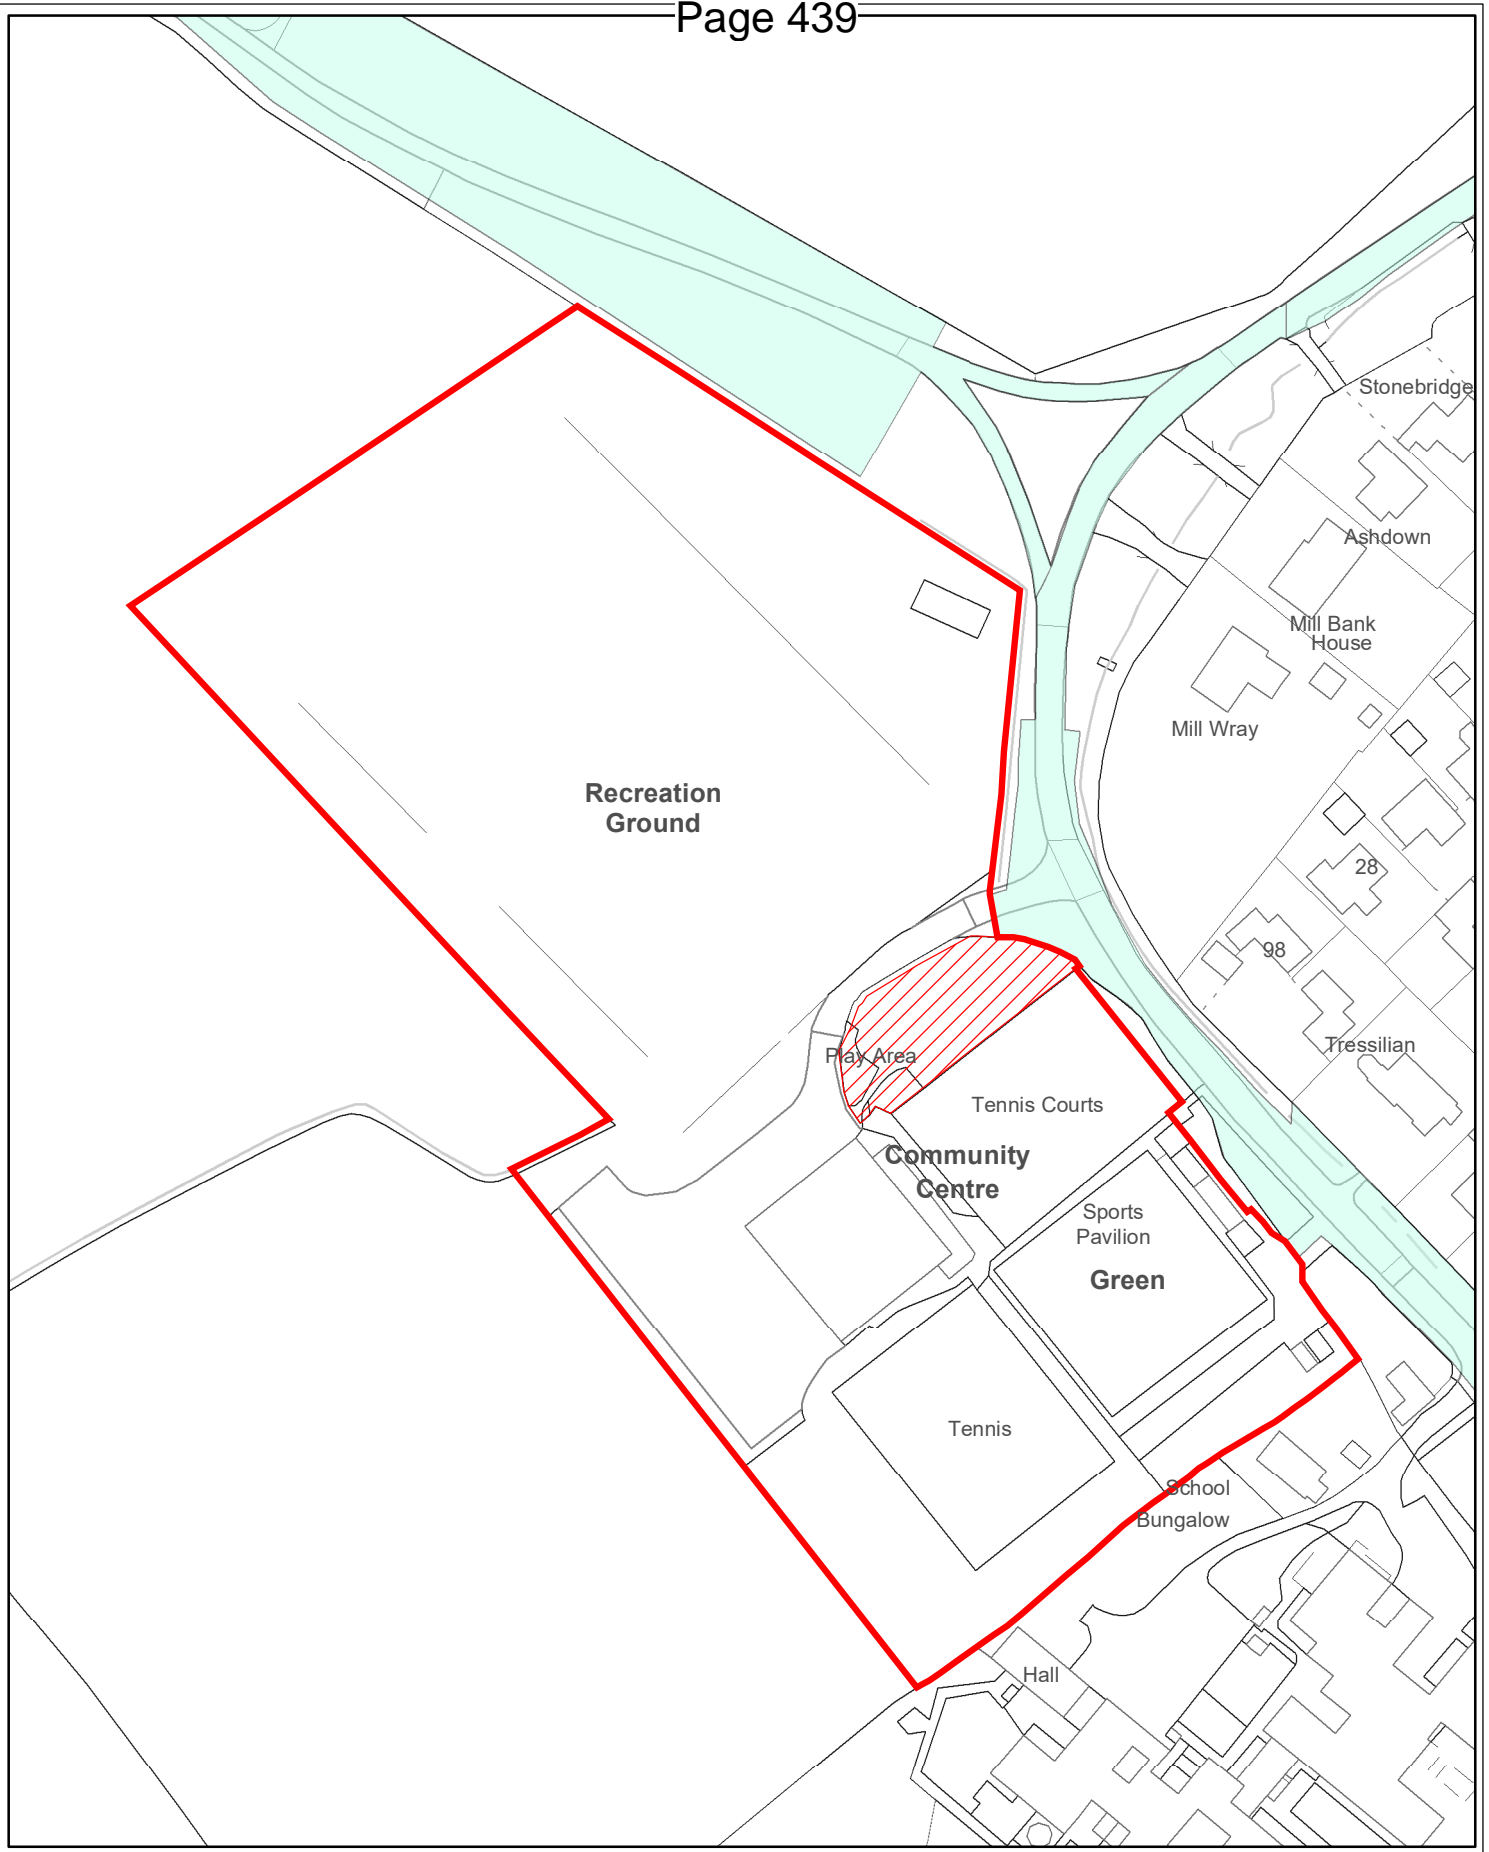 Page 439
Stonebridge
Ashdown
Mill Bank
House
Mill Wray
Recreation
Ground
28
98
Tressilian
Play Area
Tennis Courts
Community
Centre
Sports
Pavilion
Green
Tennis
School
Bungalow
Hall